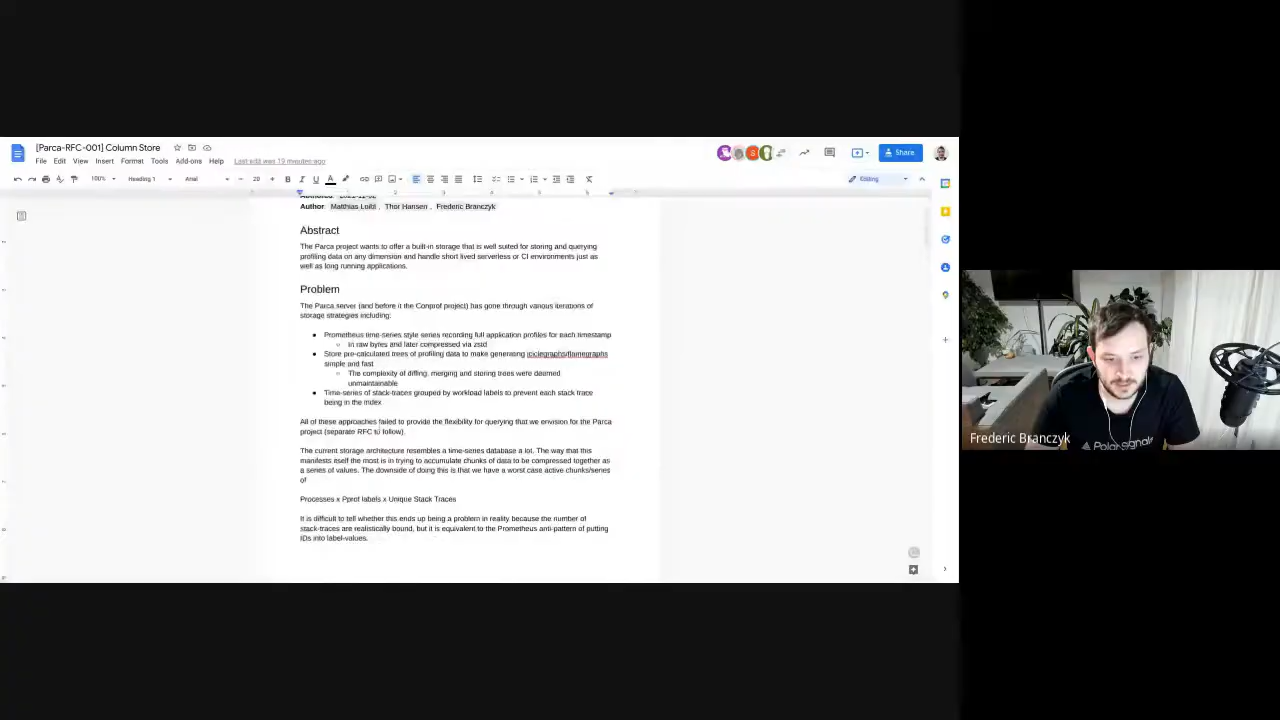 [Parca-RFC-001] Column Store
File Edit View Insert Format Tools Add-ons Help Last edit was 19 minutes ago
Share
100% Heading 1 Arial 20 Editing
Author: Matthias Loibl, Thor Hansen, Frederic Branczyk
Abstract
The Parca project wants to offer a built-in storage that is well suited for storing and querying
profiling data on any dimension and handle short lived serverless or CI environments just as
well as long running applications.
Problem
The Parca server (and before it the Conprof project) has gone through various iterations of
storage strategies including:
Prometheus time-series style series recording full application profiles for each timestamp
In raw bytes and later compressed via zstd
Store pre-calculated trees of profiling data to make generating iciclegraphs/flamegraphs
simple and fast
The complexity of diffing, merging and storing trees were deemed
unmaintainable
Time-series of stack-traces grouped by workload labels to prevent each stack trace
being in the index
All of these approaches failed to provide the flexibility for querying that we envision for the Parca
project (separate RFC to follow).
The current storage architecture resembles a time-series database a lot. The way that this
manifests itself the most is in trying to accumulate chunks of data to be compressed together as
a series of values. The downside of doing this is that we have a worst case active chunks/series
of
Processes x Pprof labels x Unique Stack Traces
It is difficult to tell whether this ends up being a problem in reality because the number of
stack-traces are realistically bound, but it is equivalent to the Prometheus anti-pattern of putting
IDs into label-values.
Frederic Branczyk
Polar Signals